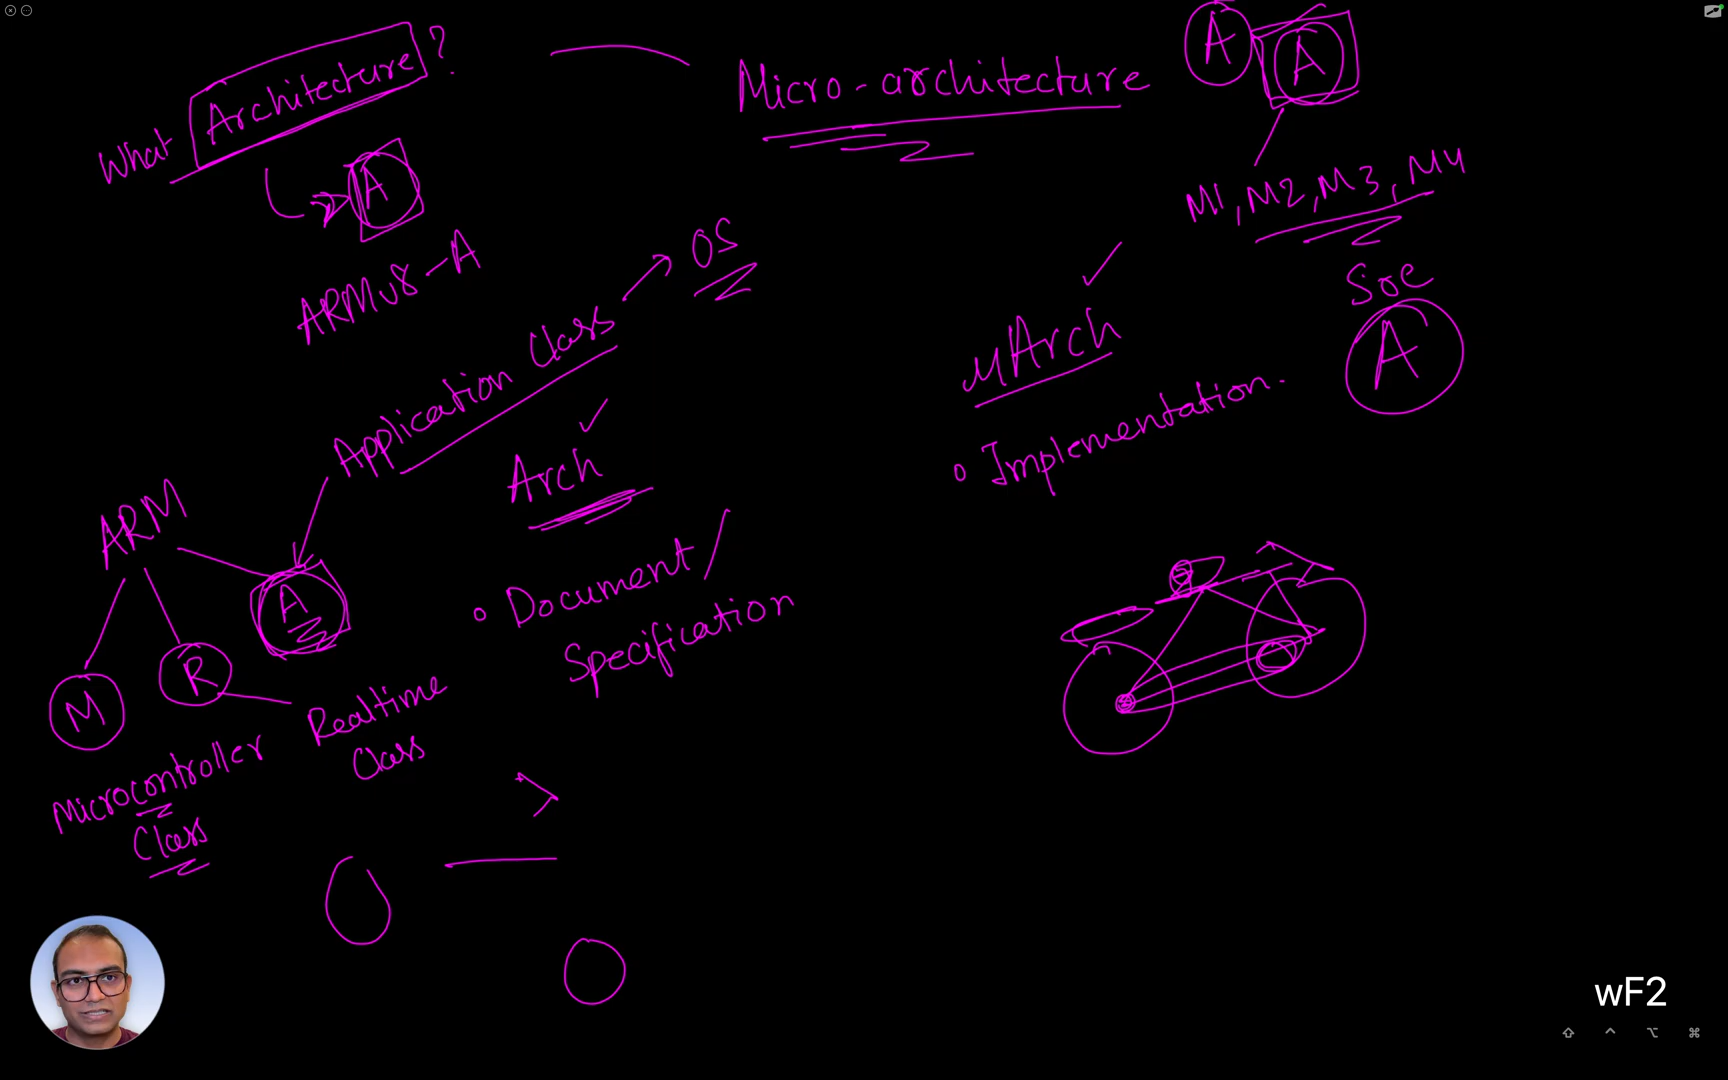 What Architecture?
Micro-architecture
A
A
A
ARMv8-A
M1, M2, M3, M4
SoC
A
OS
Application Class
µArch
Implementation.
Arch
Document/
Specification
ARM
A
R
M
Realtime
Class
Microcontroller
Class
wF2